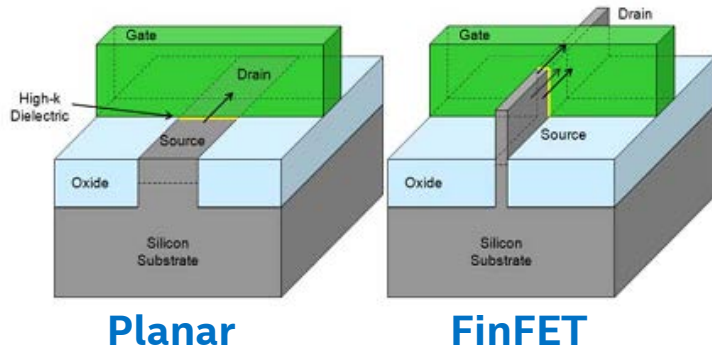 Gate
Drain
High-k
Dielectric
Source
Oxide
Silicon
Substrate
Planar
Drain
Gate
Source
Oxide
Silicon
Substrate
FinFET